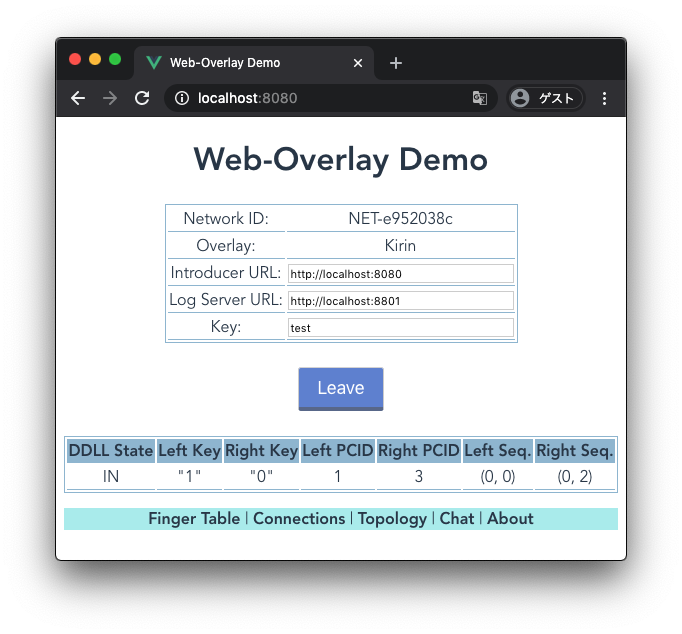 Web-Overlay Demo
localhost:8080
ゲスト
Web-Overlay Demo
Network ID: NET-e952038c
Overlay: Kirin
Introducer URL: http://localhost:8080
Log Server URL: http://localhost:8801
Key: test
Leave
DDLL State Left Key Right Key Left PCID Right PCID Left Seq. Right Seq.
IN "1" "0" 1 3 (0, 0) (0, 2)
Finger Table | Connections | Topology | Chat | About